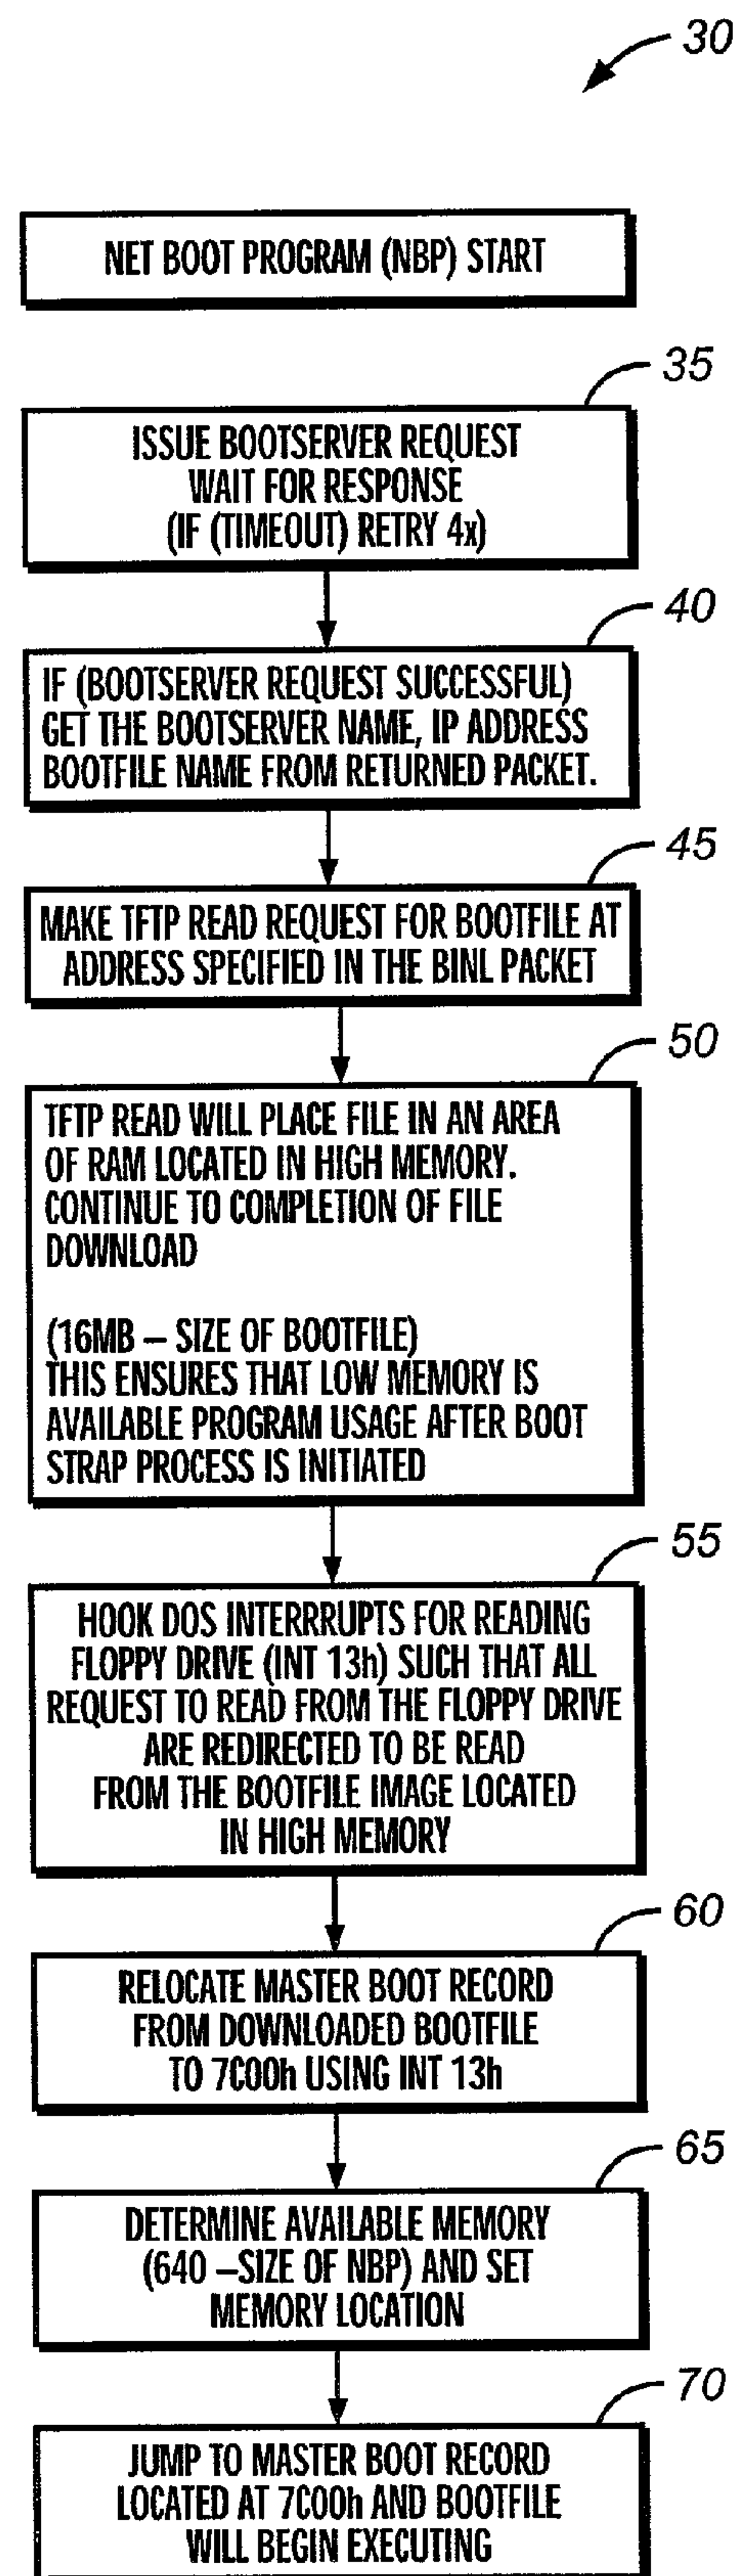 30
NET BOOT PROGRAM (NBP) START
35
ISSUE BOOTSERVER REQUEST
WAIT FOR RESPONSE
(IF (TIMEOUT) RETRY 4x)
40
IF (BOOTSERVER REQUEST SUCCESSFUL)
GET THE BOOTSERVER NAME, IP ADDRESS
BOOTFILE NAME FROM RETURNED PACKET.
45
MAKE TFTP READ REQUEST FOR BOOTFILE AT
ADDRESS SPECIFIED IN THE BINL PACKET
50
TFTP READ WILL PLACE FILE IN AN AREA
OF RAM LOCATED IN HIGH MEMORY.
CONTINUE TO COMPLETION OF FILE
DOWNLOAD
(16MB – SIZE OF BOOTFILE)
THIS ENSURES THAT LOW MEMORY IS
AVAILABLE PROGRAM USAGE AFTER BOOT
STRAP PROCESS IS INITIATED
55
HOOK DOS INTERRRUPTS FOR READING
FLOPPY DRIVE (INT 13h) SUCH THAT ALL
REQUEST TO READ FROM THE FLOPPY DRIVE
ARE REDIRECTED TO BE READ
FROM THE BOOTFILE IMAGE LOCATED
IN HIGH MEMORY
60
RELOCATE MASTER BOOT RECORD
FROM DOWNLOADED BOOTFILE
TO 7C00h USING INT 13h
65
DETERMINE AVAILABLE MEMORY
(640 –SIZE OF NBP) AND SET
MEMORY LOCATION
70
JUMP TO MASTER BOOT RECORD
LOCATED AT 7C00h AND BOOTFILE
WILL BEGIN EXECUTING